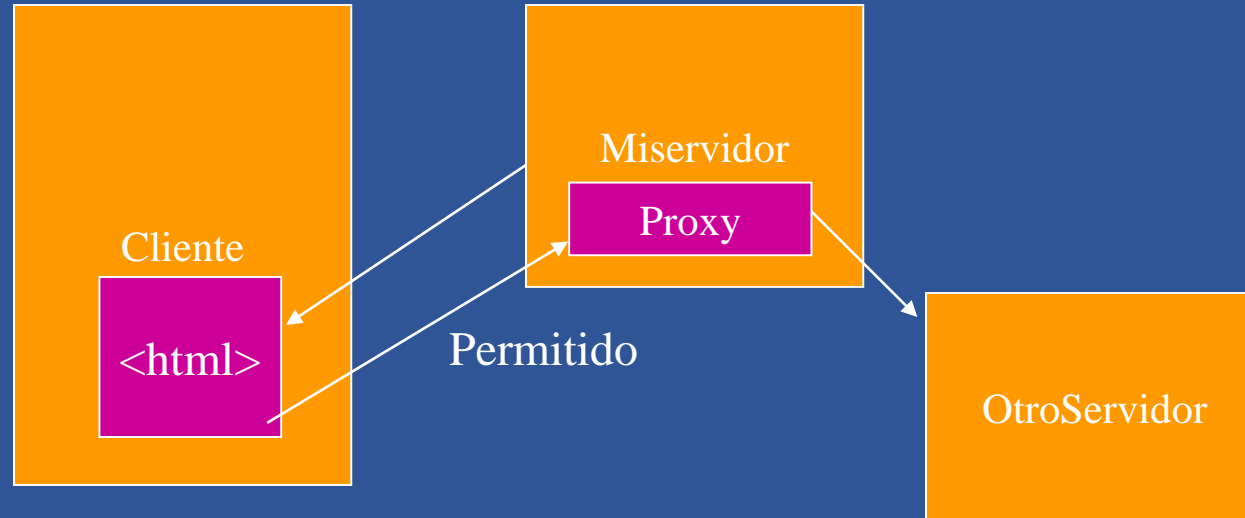 Miservidor
Proxy
Cliente
<html>
Permitido
OtroServidor